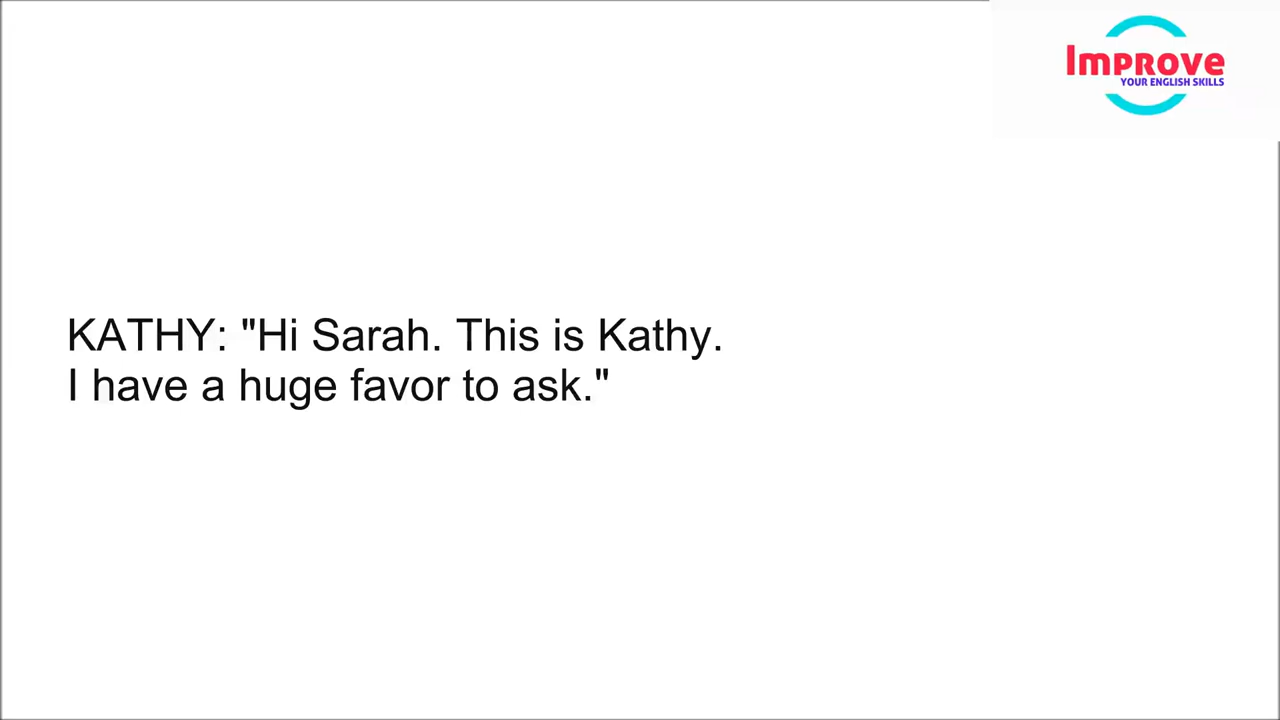 Improve
YOUR ENGLISH SKILLS
KATHY: "Hi Sarah. This is Kathy.
I have a huge favor to ask."